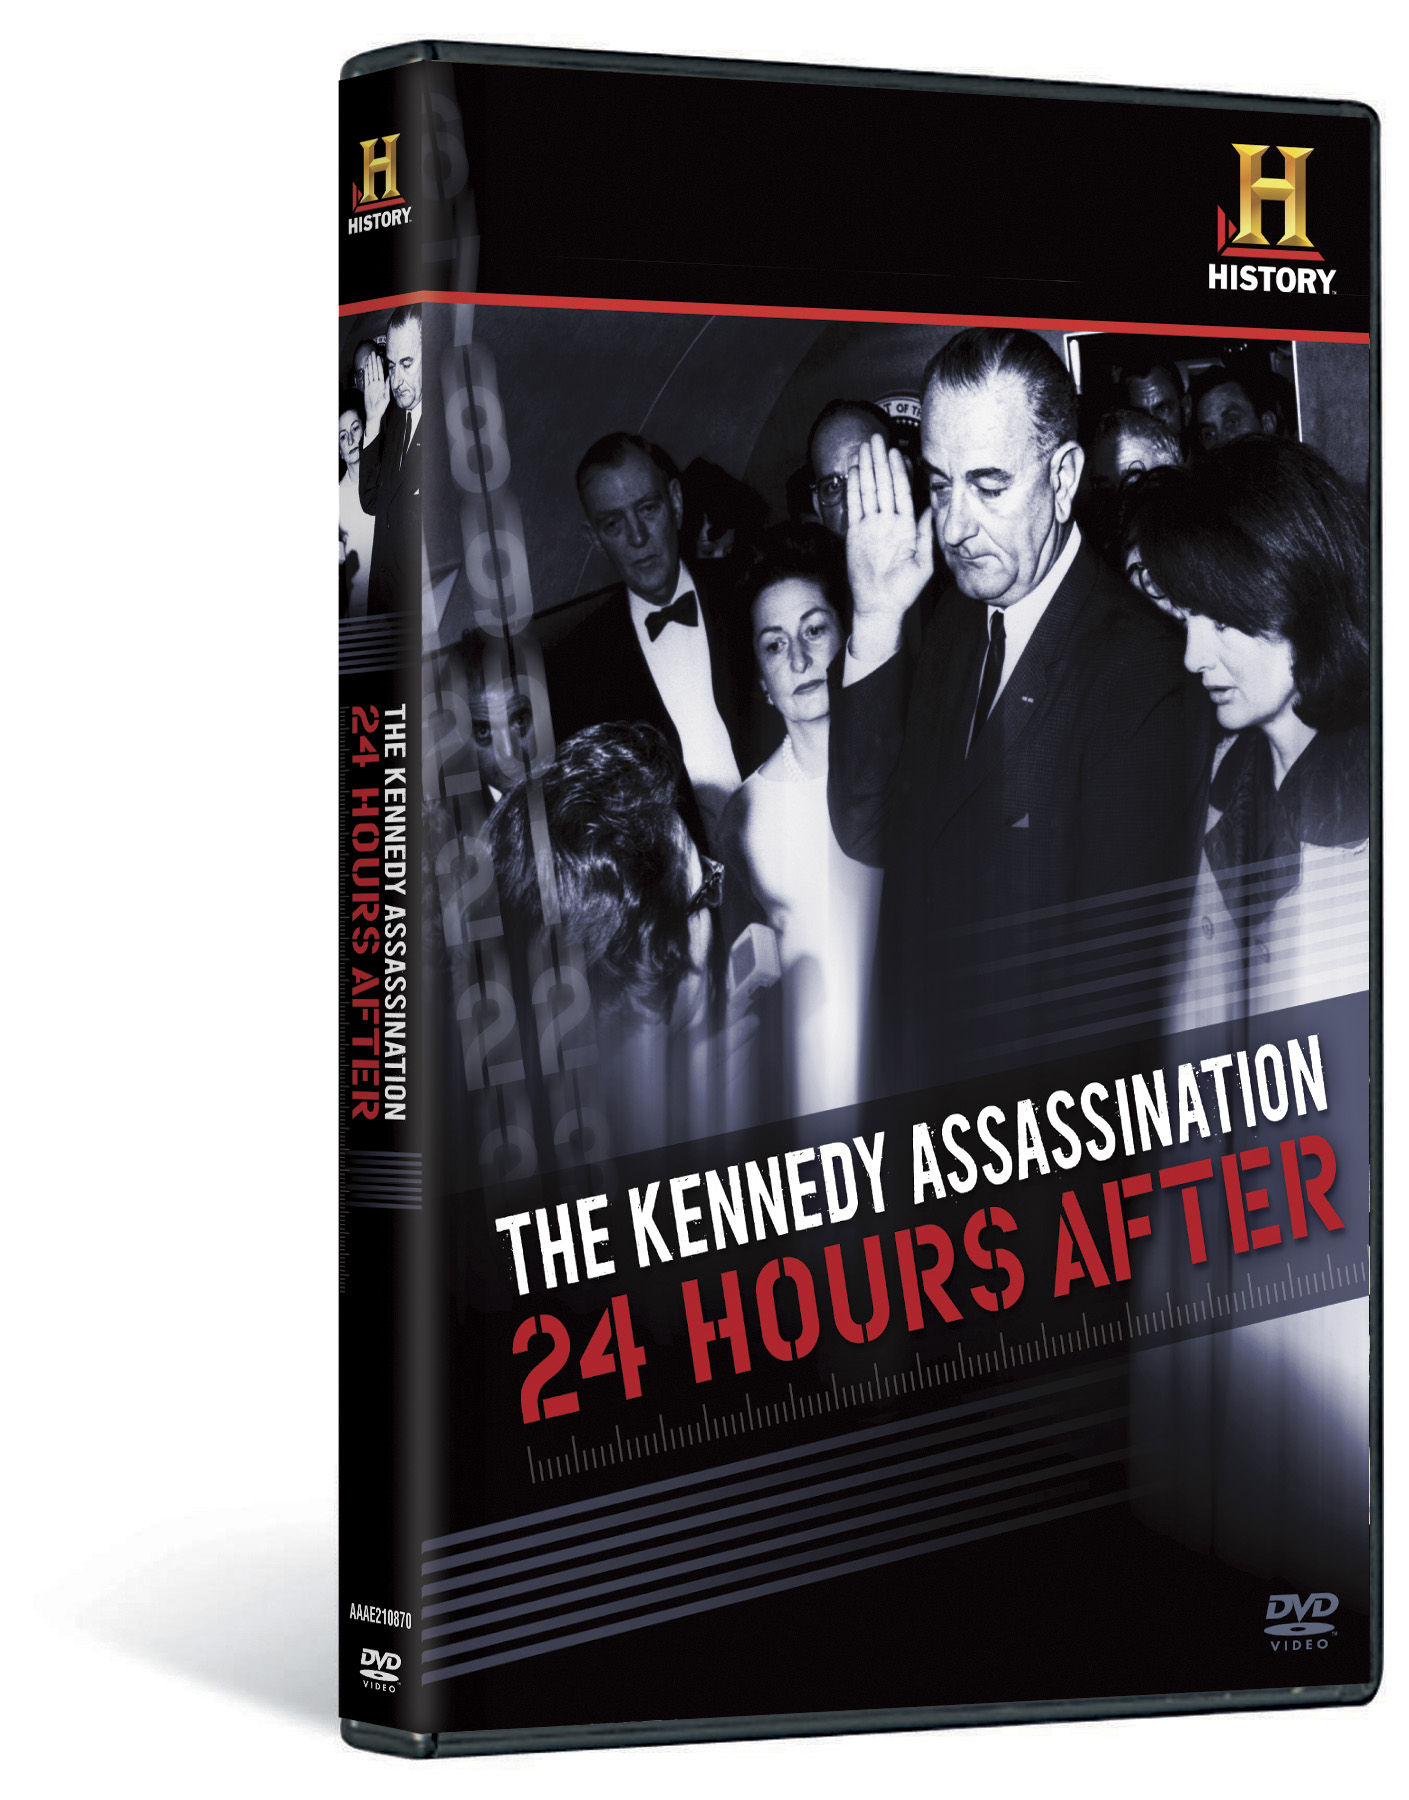 HISTORY
THE KENNEDY ASSASSINATION
24 HOURS AFTER
AAAE210870
DVD
VIDEO
HISTORY
THE KENNEDY ASSASSINATION
24 HOURS AFTER
DVD
VIDEO